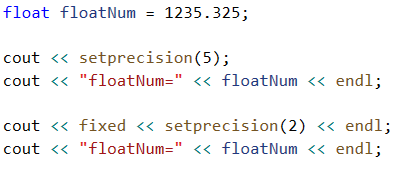 float floatNum = 1235.325;
cout << setprecision(5);
cout << "floatNum=" << floatNum << endl;
cout << fixed << setprecision(2) << endl;
cout << "floatNum=" << floatNum << endl;